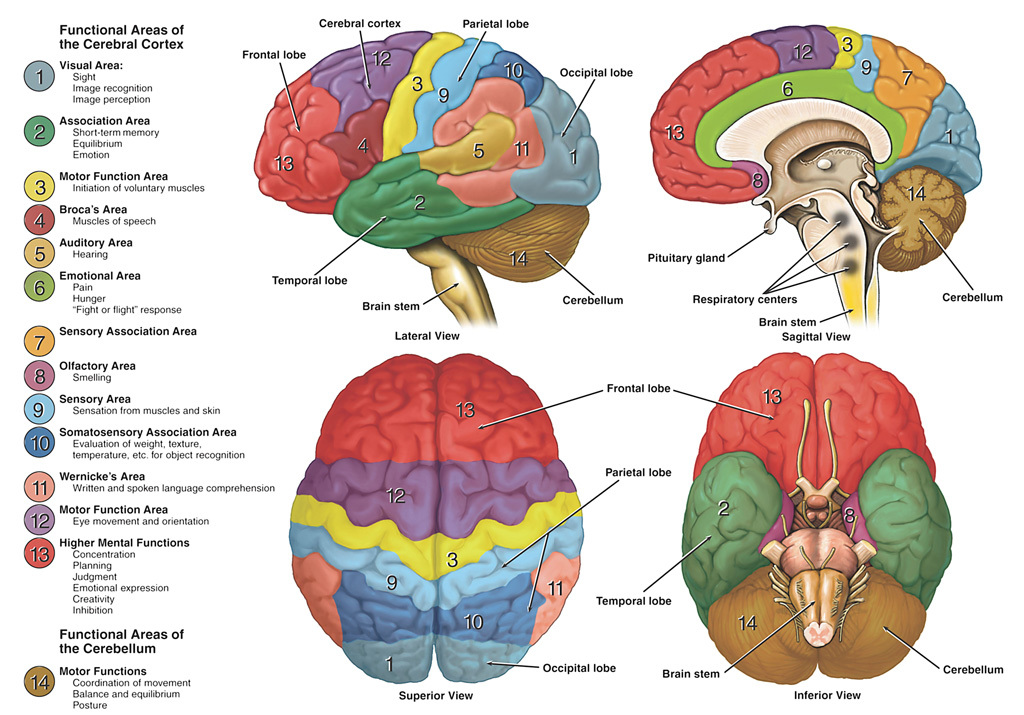 Functional Areas of
the Cerebral Cortex
1
Visual Area:
Sight
Image recognition
Image perception
2
Association Area
Short-term memory
Equilibrium
Emotion
3
Motor Function Area
Initiation of voluntary muscles
4
Broca's Area
Muscles of speech
5
Auditory Area
Hearing
6
Emotional Area
Pain
Hunger
"Fight or flight" response
7
Sensory Association Area
8
Olfactory Area
Smelling
9
Sensory Area
Sensation from muscles and skin
10
Somatosensory Association Area
Evaluation of weight, texture,
temperature, etc. for object recognition
11
Wernicke's Area
Written and spoken language comprehension
12
Motor Function Area
Eye movement and orientation
13
Higher Mental Functions
Concentration
Planning
Judgment
Emotional expression
Creativity
Inhibition
Functional Areas of
the Cerebellum
14
Motor Functions
Coordination of movement
Balance and equilibrium
Posture
Cerebral cortex
Parietal lobe
Frontal lobe
Occipital lobe
12
3
9
10
13
4
5
11
1
2
14
Temporal lobe
Brain stem
Cerebellum
Lateral View
12
3
9
7
6
13
1
8
14
Pituitary gland
Respiratory centers
Cerebellum
Brain stem
Sagittal View
13
Frontal lobe
12
Parietal lobe
3
9
11
10
1
Occipital lobe
Superior View
13
2
8
Temporal lobe
14
Brain stem
Cerebellum
Inferior View